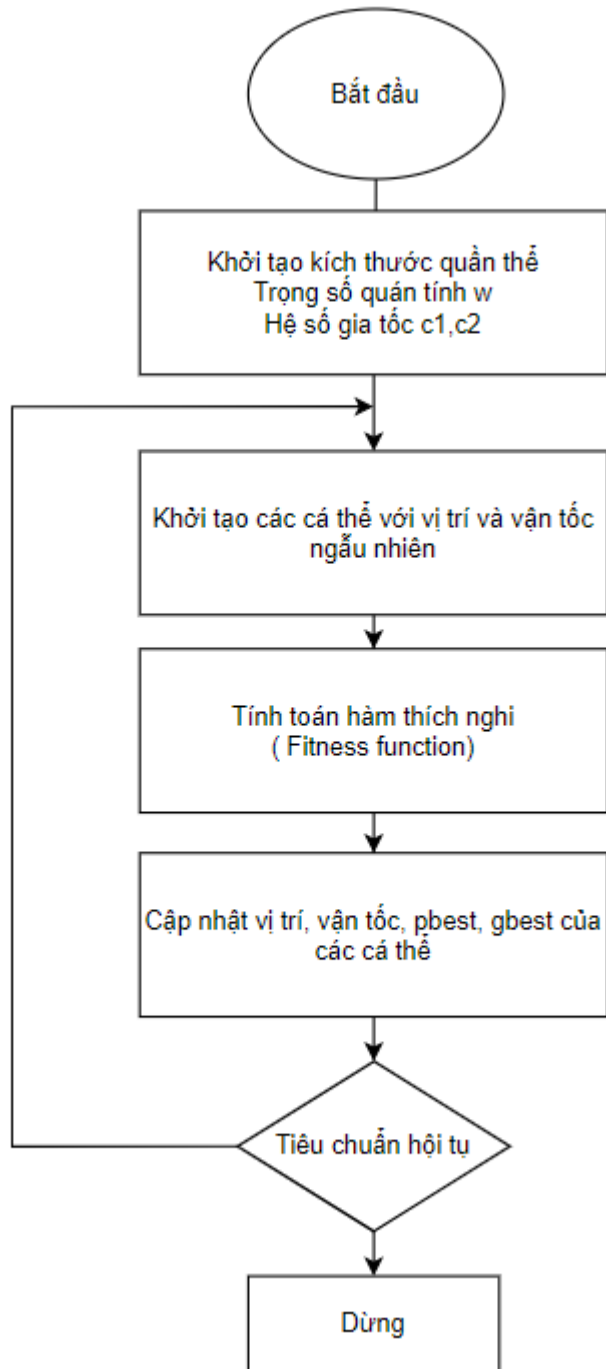 Bắt đầu
Khởi tạo kích thước quần thể
Trọng số quán tính w
Hệ số gia tốc c1,c2
Khởi tạo các cá thể với vị trí và vận tốc
ngẫu nhiên
Tính toán hàm thích nghi
( Fitness function)
Cập nhật vị trí, vận tốc, pbest, gbest của
các cá thể
Tiêu chuẩn hội tụ
Dừng